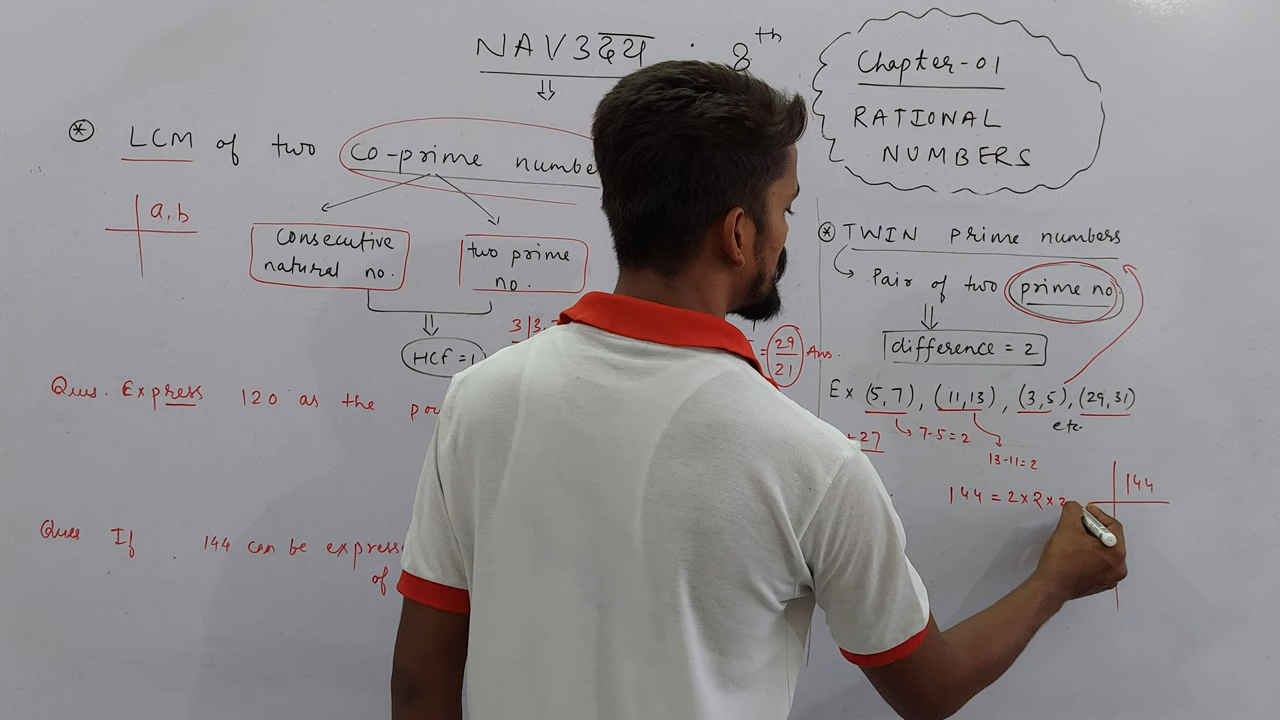 NAV3दय . 8th
⇓
* LCM of two co-prime numbe
a,b
consecutive
natural no.
two prime
no.
HCF = 1
= 29/21 Ans.
Ques. Express 120 as the
Ques If 144 can be express
of
Chapter-01
RATIONAL
NUMBERS
* TWIN prime numbers
↳ Pair of two prime no.
⇓
difference = 2
Ex (5,7), (11,13), (3,5), (29,31)
etc.
+27
↳ 7-5=2
13-11=2
144 = 2×2×2
144